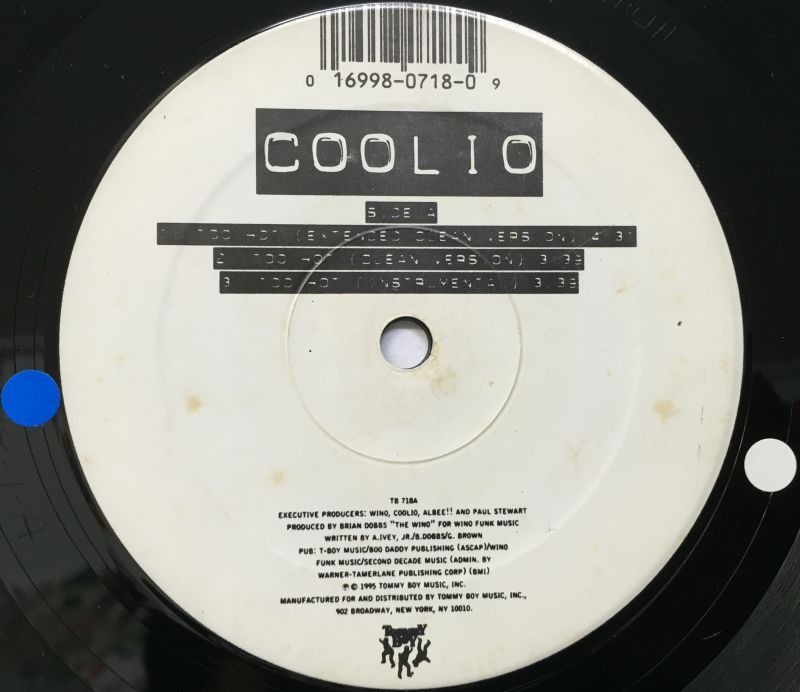 0 16998-0718-0 9
COOLIO
SIDE A
1 TOO HOT (EXTENDED CLEAN VERSION) 4:31
2 TOO HOT (CLEAN VERSION) 3:39
3 TOO HOT (INSTRUMENTAL) 3:39
TB 718A
EXECUTIVE PRODUCERS: WINO, COOLIO, ALBEE!! AND PAUL STEWART
PRODUCED BY BRIAN DOBBS "THE WINO" FOR WINO FUNK MUSIC
WRITTEN BY A.IVEY, JR./B.DOBBS/G. BROWN
PUB: T-BOY MUSIC/BOO DADDY PUBLISHING (ASCAP)/WINO
FUNK MUSIC/SECOND DECADE MUSIC (ADMIN. BY
WARNER-TAMERLANE PUBLISHING CORP) (BMI)
℗ © 1995 TOMMY BOY MUSIC, INC.
MANUFACTURED FOR AND DISTRIBUTED BY TOMMY BOY MUSIC, INC.,
902 BROADWAY, NEW YORK, NY 10010.
TOMMY
BOY